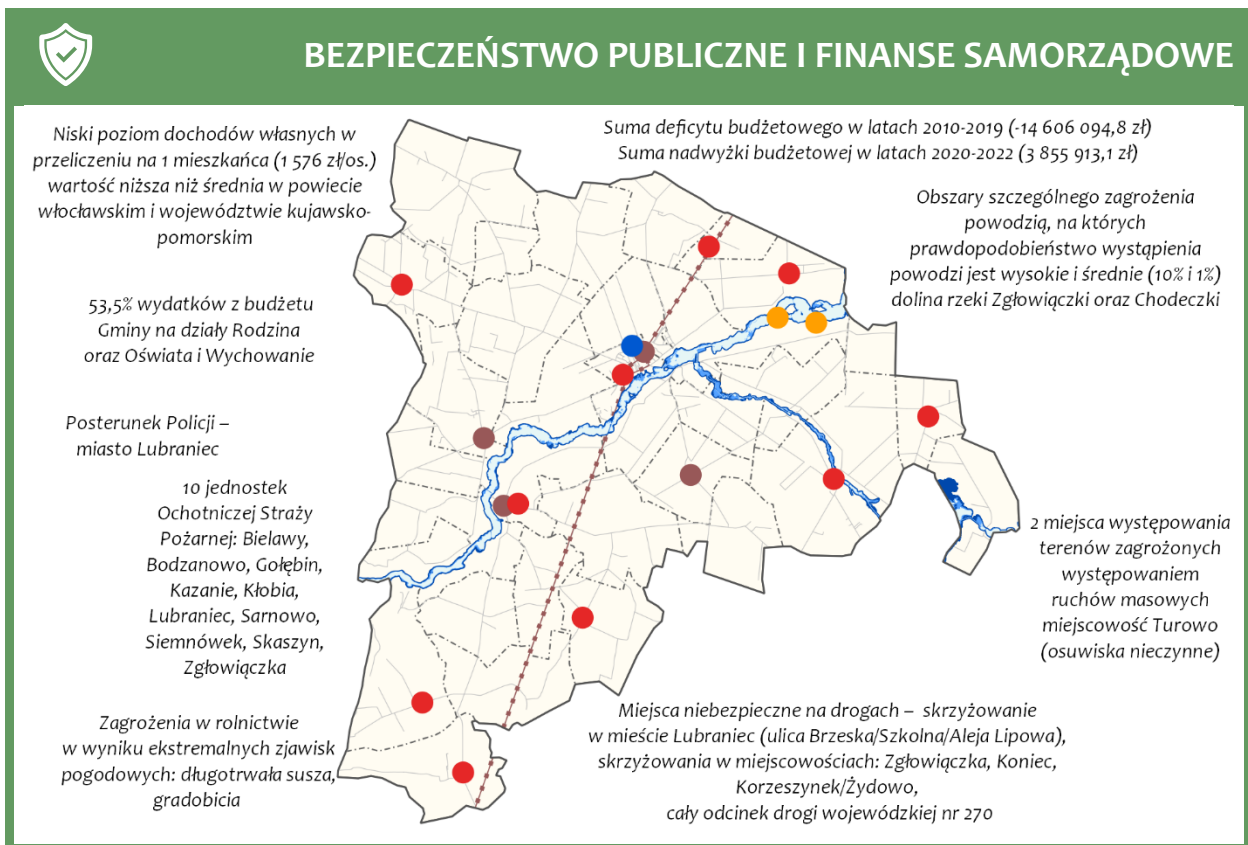 BEZPIECZEŃSTWO PUBLICZNE I FINANSE SAMORZĄDOWE
Niski poziom dochodów własnych w
przeliczeniu na 1 mieszkańca (1 576 zł/os.)
wartość niższa niż średnia w powiecie
włocławskim i województwie kujawsko-
pomorskim
53,5% wydatków z budżetu
Gminy na działy Rodzina
oraz Oświata i Wychowanie
Posterunek Policji –
miasto Lubraniec
10 jednostek
Ochotniczej Straży
Pożarnej: Bielawy,
Bodzanowo, Gołębin,
Kazanie, Kłobia,
Lubraniec, Sarnowo,
Siemnówek, Skaszyn,
Zgłowiączka
Zagrożenia w rolnictwie
w wyniku ekstremalnych zjawisk
pogodowych: długotrwała susza,
gradobicia
Suma deficytu budżetowego w latach 2010-2019 (-14 606 094,8 zł)
Suma nadwyżki budżetowej w latach 2020-2022 (3 855 913,1 zł)
Obszary szczególnego zagrożenia
powodzią, na których
prawdopodobieństwo wystąpienia
powodzi jest wysokie i średnie (10% i 1%)
dolina rzeki Zgłowiączki oraz Chodeczki
2 miejsca występowania
terenów zagrożonych
występowaniem
ruchów masowych
miejscowość Turowo
(osuwiska nieczynne)
Miejsca niebezpieczne na drogach – skrzyżowanie
w mieście Lubraniec (ulica Brzeska/Szkolna/Aleja Lipowa),
skrzyżowania w miejscowościach: Zgłowiączka, Koniec,
Korzeszynek/Żydowo,
cały odcinek drogi wojewódzkiej nr 270